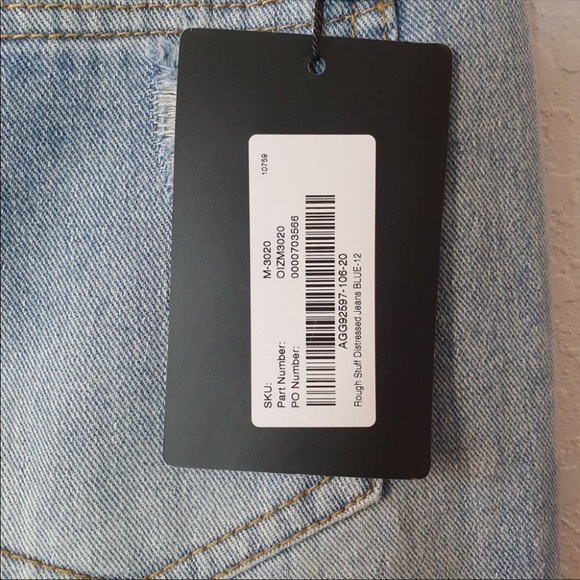 10759
SKU: M-3020
Part Number: OIZM3020
PO Number: 0000703566
AGG92597-106-20
Rough Stuff Distressed Jeans BLUE-12